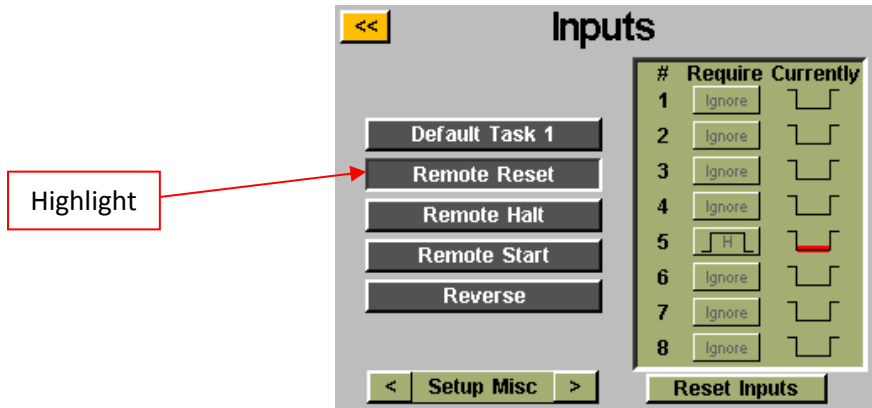 << Inputs
# Require Currently
1 Ignore
Default Task 1
2 Ignore
Remote Reset
3 Ignore
Highlight
Remote Halt
4 Ignore
Remote Start
5 H
6 Ignore
Reverse
7 Ignore
8 Ignore
< Setup Misc >
Reset Inputs